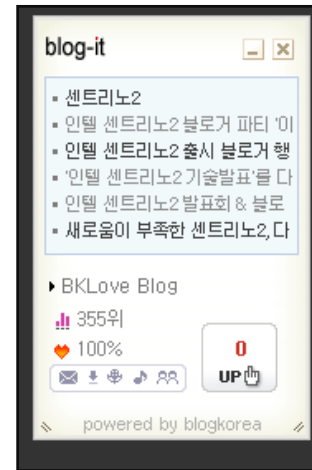 blog-it
센트리노2
인텔 센트리노2 블로거 파티 '이
인텔 센트리노2 출시 블로거 행
'인텔 센트리노2 기술발표'를 다
인텔 센트리노2 발표회 & 블로
새로움이 부족한 센트리노2, 다
BKLove Blog
355위
100%
0
UP
powered by blogkorea